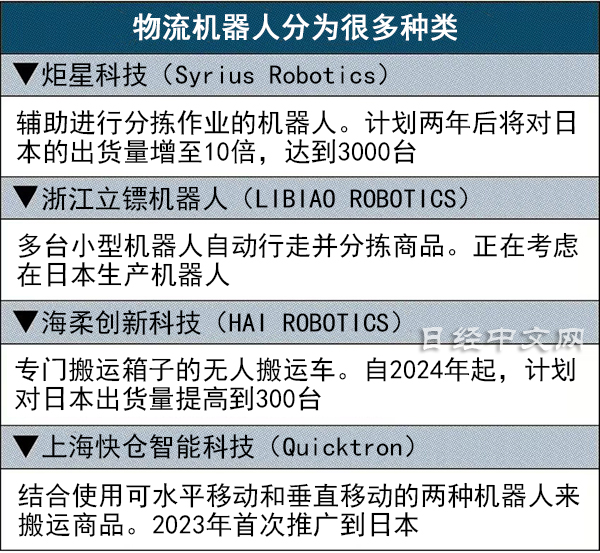 物流机器人分为很多种类
▼炬星科技（Syrius Robotics）
辅助进行分拣作业的机器人。计划两年后将对日
本的出货量增至10倍，达到3000台
▼浙江立镖机器人（LIBIAO ROBOTICS）
多台小型机器人自动行走并分拣商品。正在考虑
在日本生产机器人
▼海柔创新科技（HAI ROBOTICS）
日经中文网
专门搬运箱子的无人搬运车。自2024年起，计划
对日本出货量提高到300台
▼上海快仓智能科技（Quicktron）
结合使用可水平移动和垂直移动的两种机器人来
搬运商品。2023年首次推广到日本